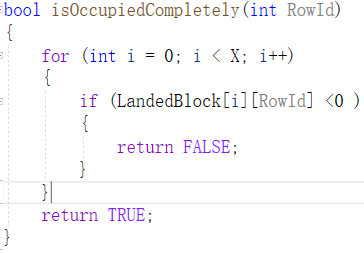 bool isOccupiedCompletely(int RowId)
{
for (int i = 0; i < X; i++)
{
if (LandedBlock[i][RowId] <0 )
{
return FALSE;
}
}
return TRUE;
}